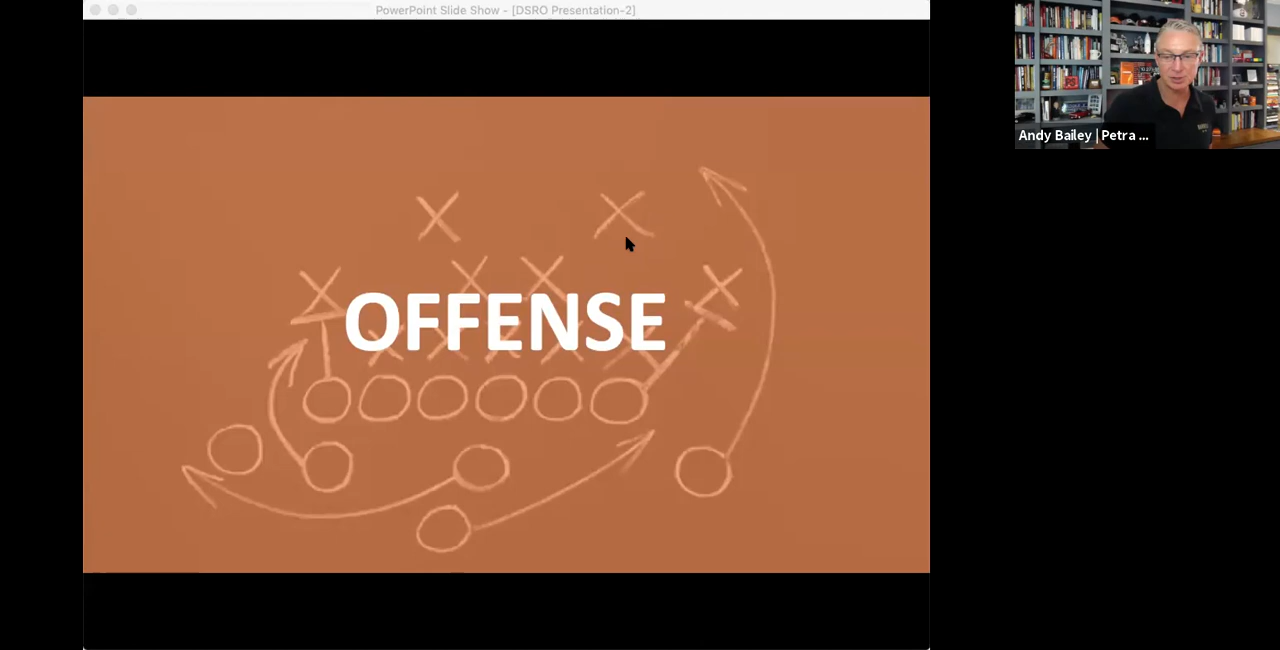 PowerPoint Slide Show - [DSRO Presentation-2]
OFFENSE
Andy Bailey | Petra ...